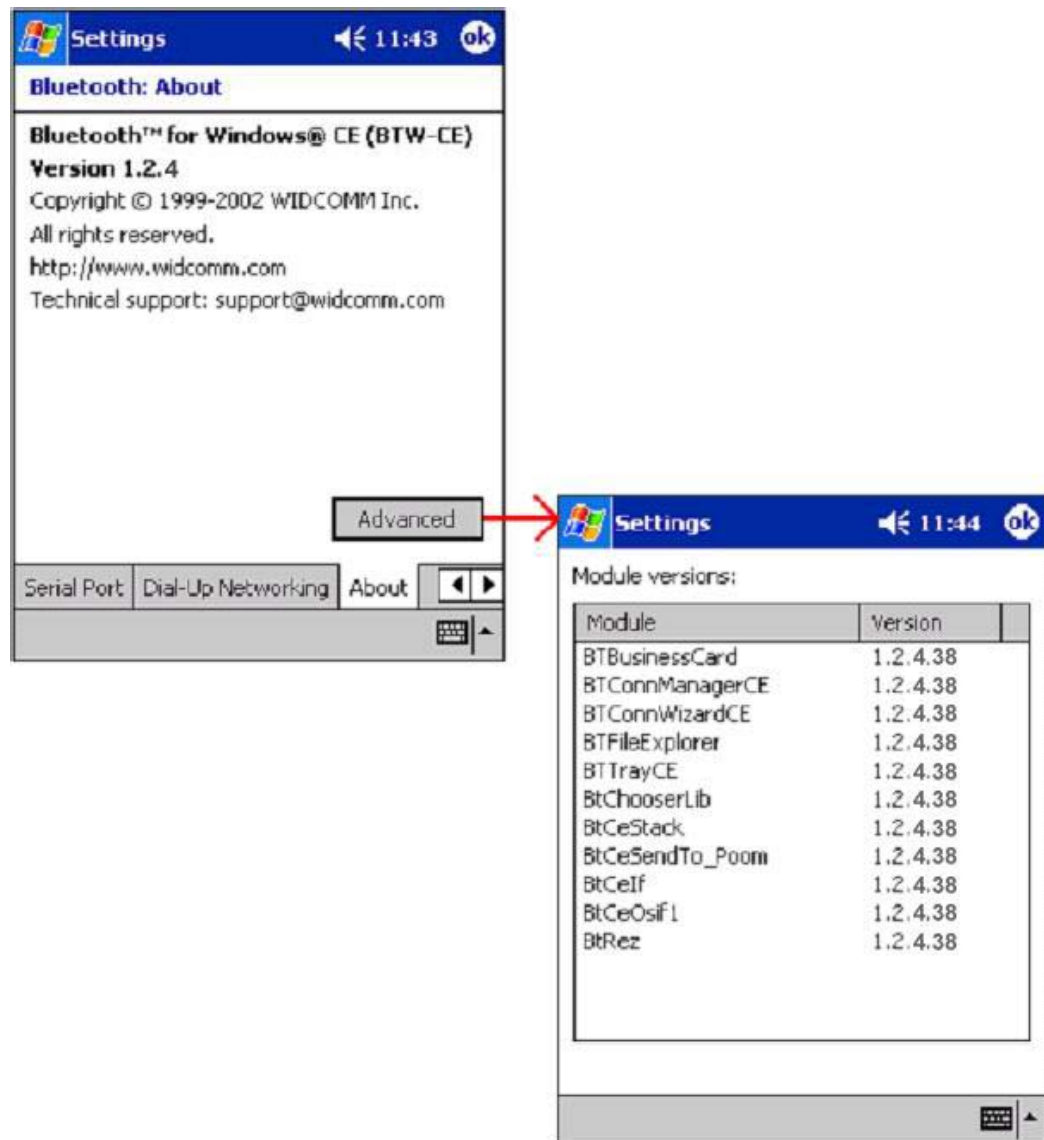 Settings 11:43 ok
Bluetooth: About
Bluetooth™ for Windows® CE (BTW-CE)
Version 1.2.4
Copyright © 1999-2002 WIDCOMM Inc.
All rights reserved.
http://www.widcomm.com
Technical support: support@widcomm.com
Advanced
Serial Port Dial-Up Networking About
Settings 11:44 ok
Module versions:
Module Version
BTBusinessCard 1.2.4.38
BTConnManagerCE 1.2.4.38
BTConnWizardCE 1.2.4.38
BTFileExplorer 1.2.4.38
BTTrayCE 1.2.4.38
BtChooserLib 1.2.4.38
BtCeStack 1.2.4.38
BtCeSendTo_Poom 1.2.4.38
BtCeIf 1.2.4.38
BtCeOsif1 1.2.4.38
BtRez 1.2.4.38